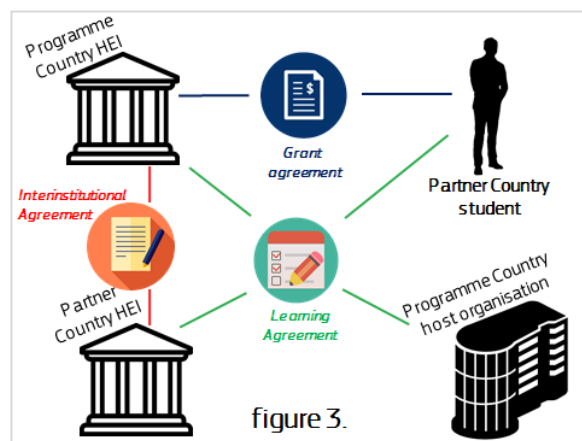 Programme
Country HEI
$
Grant
agreement
Partner Country
student
Interinstitutional
Agreement
Partner
Country HEI
Learning
Agreement
Programme Country
host organisation
figure 3.